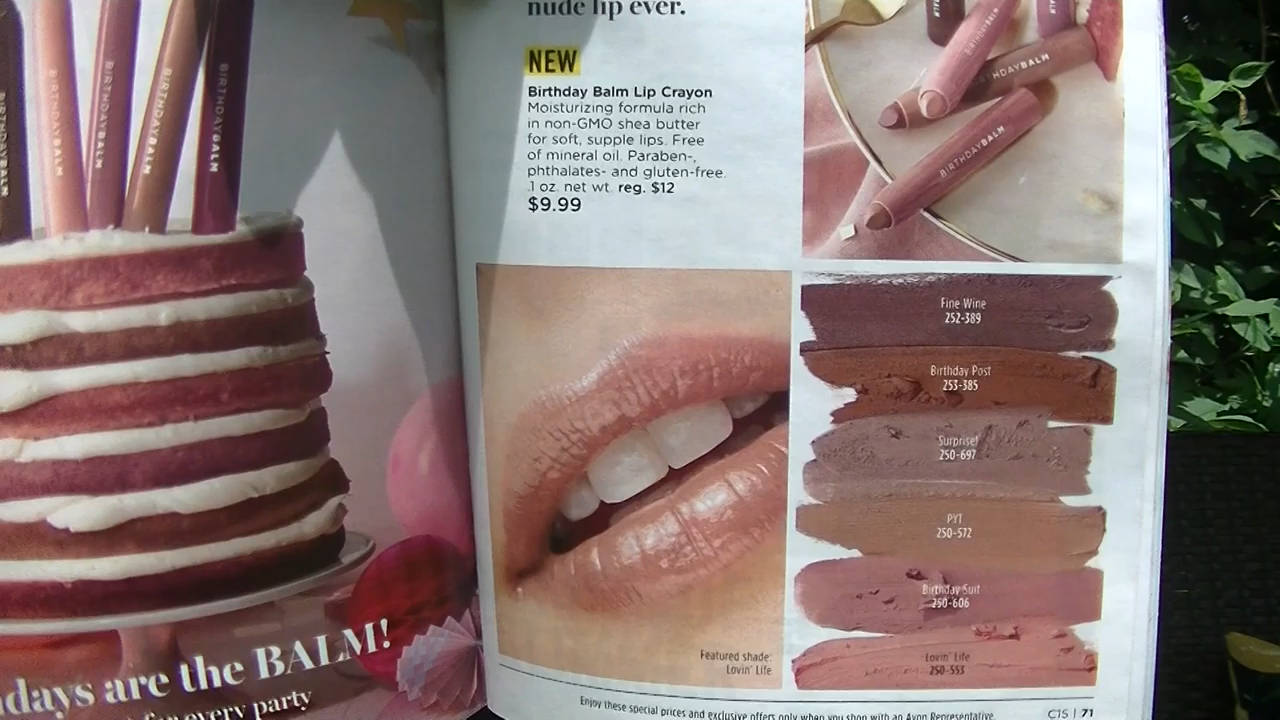 BIRTHDAYBALM
BIRTHDAYBALM
BIRTHDAYBALM
BIRTHDAYBALM
BALM
days are the BALM!
for every party
nude lip ever.
NEW
Birthday Balm Lip Crayon
Moisturizing formula rich
in non-GMO shea butter
for soft, supple lips. Free
of mineral oil. Paraben-,
phthalates- and gluten-free.
.1 oz. net wt. reg. $12
$9.99
BIRTHDAYBALM
BIRTHDAYBALM
BIRTHDAYBALM
Fine Wine
252-389
Birthday Post
253-385
Surprise!
250-697
PYT
250-572
Birthday Suit
250-606
Lovin' Life
250-553
Featured shade:
Lovin' Life
Enjoy these special prices and exclusive offers only when you shop with an Avon Representative.
C15 | 71